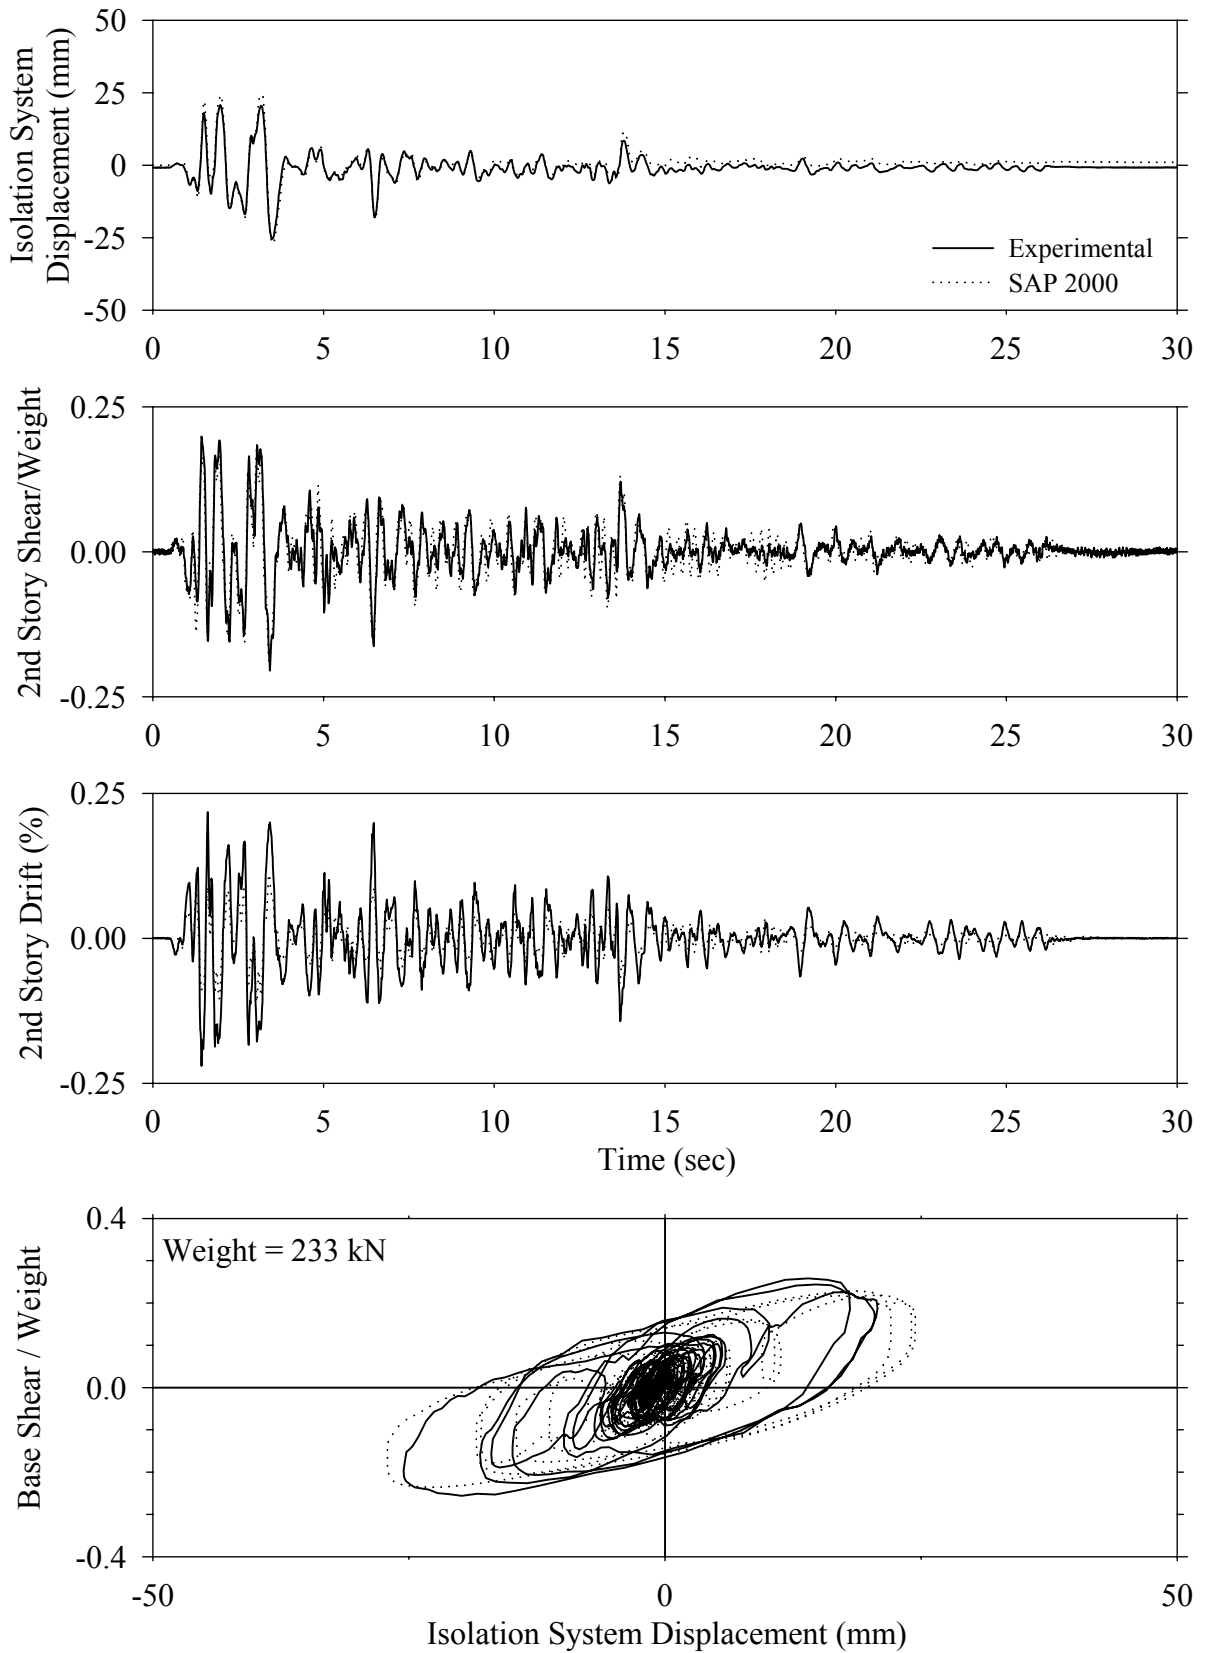 50
25
0
-25
-50
Isolation System
Displacement (mm)
Experimental
SAP 2000
0 5 10 15 20 25 30
0.25
0.00
-0.25
2nd Story Shear/Weight
0 5 10 15 20 25 30
0.25
0.00
-0.25
2nd Story Drift (%)
0 5 10 15 20 25 30
Time (sec)
0.4
0.0
-0.4
Base Shear / Weight
Weight = 233 kN
-50 0 50
Isolation System Displacement (mm)